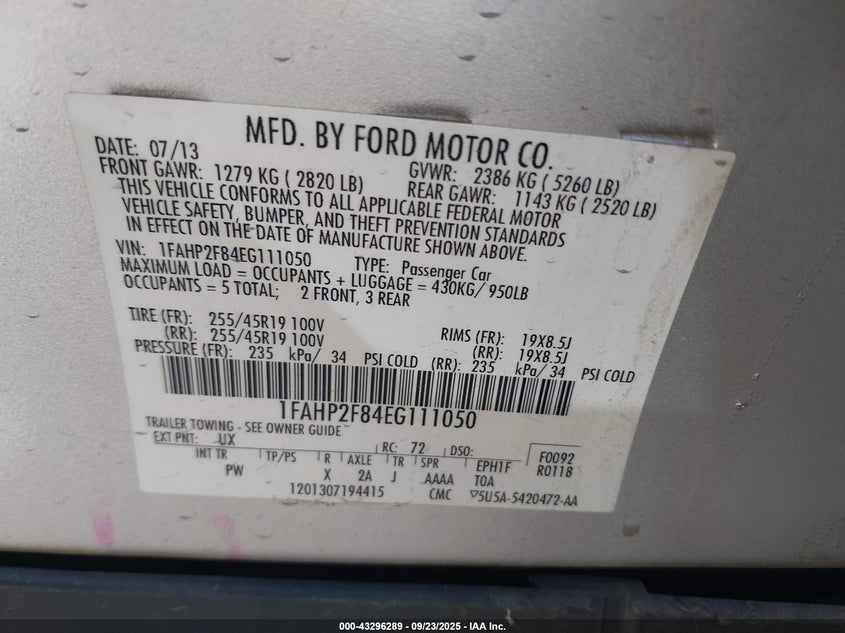 MFD. BY FORD MOTOR CO.
DATE: 07/13 GVWR: 2386 KG ( 5260 LB)
FRONT GAWR: 1279 KG ( 2820 LB) REAR GAWR: 1143 KG ( 2520 LB)
THIS VEHICLE CONFORMS TO ALL APPLICABLE FEDERAL MOTOR
VEHICLE SAFETY, BUMPER, AND THEFT PREVENTION STANDARDS
IN EFFECT ON THE DATE OF MANUFACTURE SHOWN ABOVE.
VIN: 1FAHP2F84EG111050 TYPE: Passenger Car
MAXIMUM LOAD = OCCUPANTS + LUGGAGE = 430KG/ 950LB
OCCUPANTS = 5 TOTAL; 2 FRONT, 3 REAR
TIRE (FR): 255/45R19 100V RIMS (FR): 19X8.5J
(RR): 255/45R19 100V (RR): 19X8.5J
PRESSURE (FR): 235 kPa/ 34 PSI COLD (RR): 235 kPa/ 34 PSI COLD
1FAHP2F84EG111050
TRAILER TOWING - SEE OWNER GUIDE
EXT PNT: UX RC: 72 DSO: F0092
INT TR TP/PS R AXLE TR SPR EPH1F R0118
PW X 2A J AAAA T0A
1201307194415 CMC ▽5U5A-5420472-AA
000-43296289 - 09/23/2025 - IAA Inc.